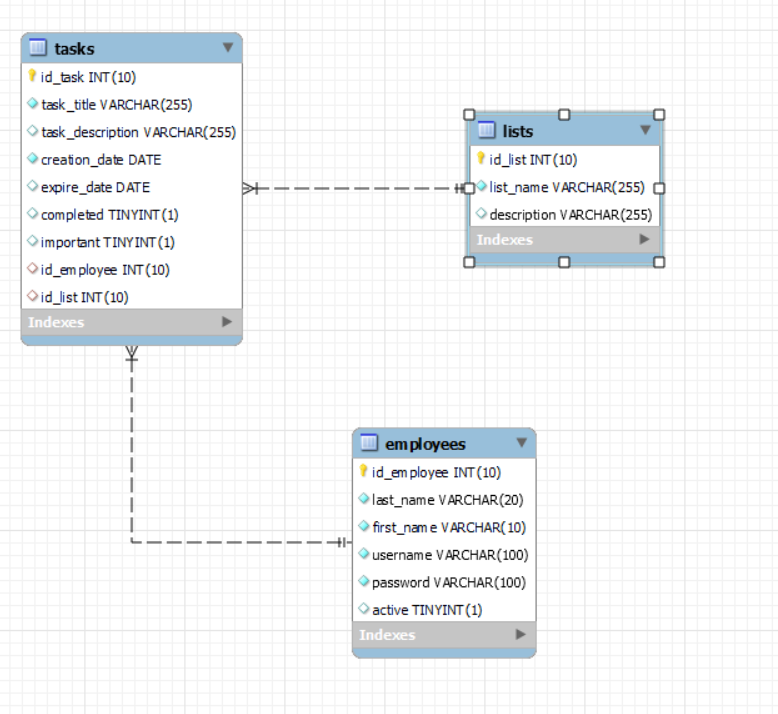 tasks
id_task INT(10)
task_title VARCHAR(255)
task_description VARCHAR(255)
creation_date DATE
expire_date DATE
completed TINYINT(1)
important TINYINT(1)
id_employee INT(10)
id_list INT(10)
Indexes
lists
id_list INT(10)
list_name VARCHAR(255)
description VARCHAR(255)
Indexes
employees
id_employee INT(10)
last_name VARCHAR(20)
first_name VARCHAR(10)
username VARCHAR(100)
password VARCHAR(100)
active TINYINT(1)
Indexes